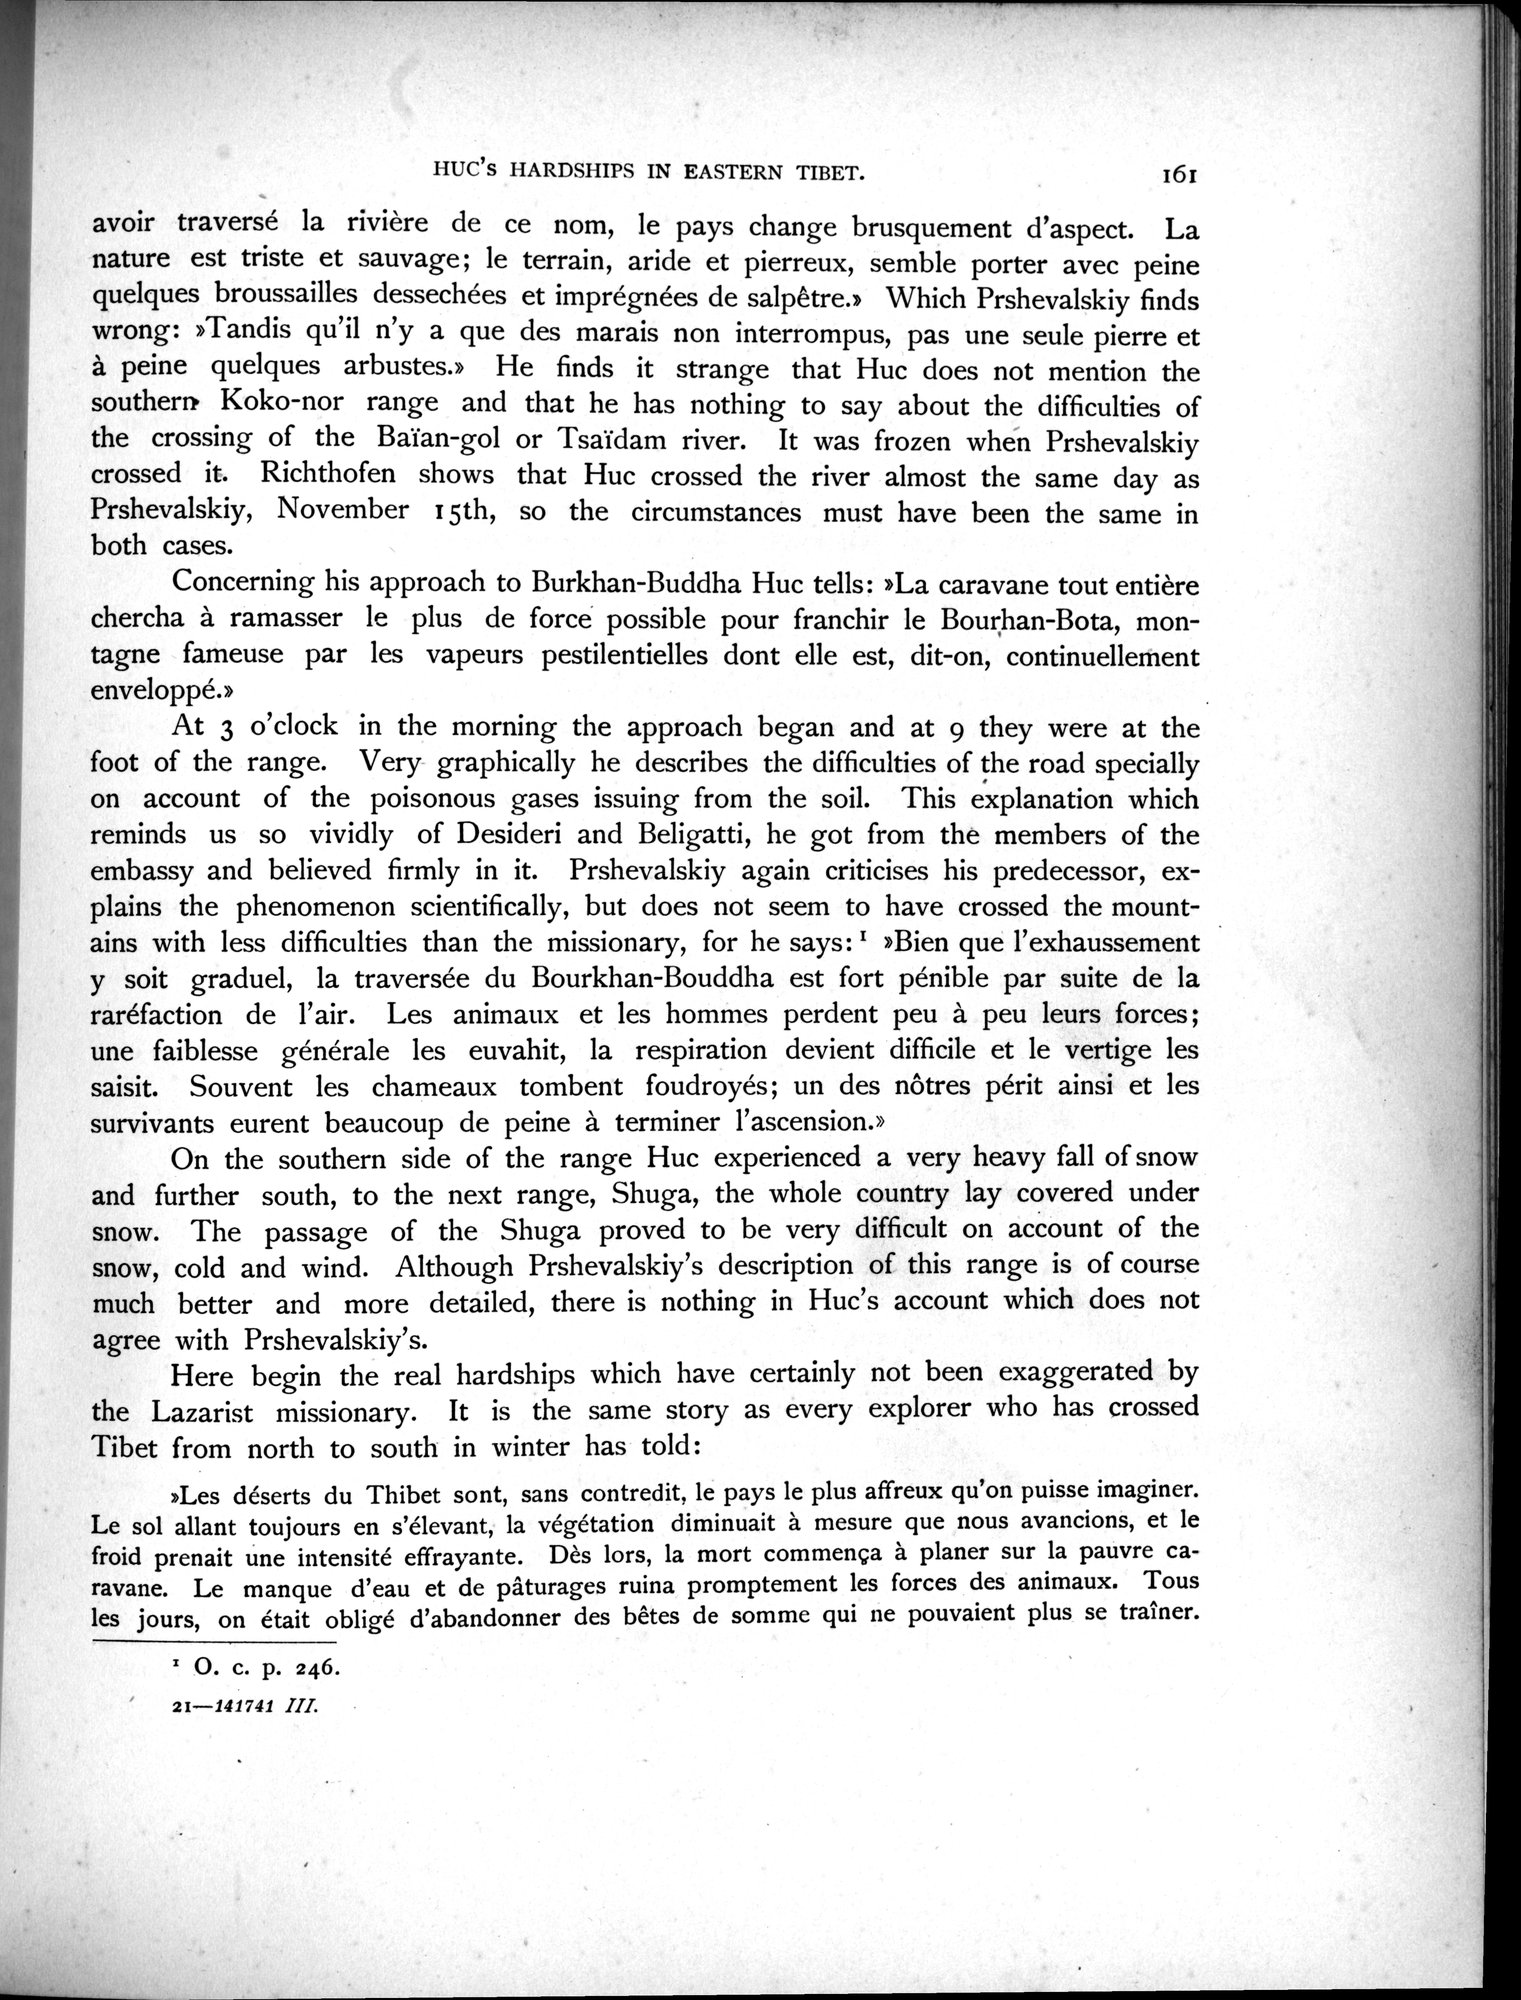 HUC'S HARDSHIPS IN EASTERN TIBET. 161
avoir traversé la rivière de ce nom, le pays change brusquement d'aspect. La
nature est triste et sauvage; le terrain, aride et pierreux, semble porter avec peine
quelques broussailles dessechées et imprégnées de salpêtre.» Which Prshevalskiy finds
wrong: »Tandis qu'il n'y a que des marais non interrompus, pas une seule pierre et
à peine quelques arbustes.» He finds it strange that Huc does not mention the
southern Koko-nor range and that he has nothing to say about the difficulties of
the crossing of the Baïan-gol or Tsaïdam river. It was frozen when Prshevalskiy
crossed it. Richthofen shows that Huc crossed the river almost the same day as
Prshevalskiy, November 15th, so the circumstances must have been the same in
both cases.
Concerning his approach to Burkhan-Buddha Huc tells: »La caravane tout entière
chercha à ramasser le plus de force possible pour franchir le Bourhan-Bota, mon-
tagne fameuse par les vapeurs pestilentielles dont elle est, dit-on, continuellement
enveloppé.»
At 3 o'clock in the morning the approach began and at 9 they were at the
foot of the range. Very graphically he describes the difficulties of the road specially
on account of the poisonous gases issuing from the soil. This explanation which
reminds us so vividly of Desideri and Beligatti, he got from the members of the
embassy and believed firmly in it. Prshevalskiy again criticises his predecessor, ex-
plains the phenomenon scientifically, but does not seem to have crossed the mount-
ains with less difficulties than the missionary, for he says:¹ »Bien que l'exhaussement
y soit graduel, la traversée du Bourkhan-Bouddha est fort pénible par suite de la
raréfaction de l'air. Les animaux et les hommes perdent peu à peu leurs forces;
une faiblesse générale les euvahit, la respiration devient difficile et le vertige les
saisit. Souvent les chameaux tombent foudroyés; un des nôtres périt ainsi et les
survivants eurent beaucoup de peine à terminer l'ascension.»
On the southern side of the range Huc experienced a very heavy fall of snow
and further south, to the next range, Shuga, the whole country lay covered under
snow. The passage of the Shuga proved to be very difficult on account of the
snow, cold and wind. Although Prshevalskiy's description of this range is of course
much better and more detailed, there is nothing in Huc's account which does not
agree with Prshevalskiy's.
Here begin the real hardships which have certainly not been exaggerated by
the Lazarist missionary. It is the same story as every explorer who has crossed
Tibet from north to south in winter has told:
»Les déserts du Thibet sont, sans contredit, le pays le plus affreux qu'on puisse imaginer.
Le sol allant toujours en s'élevant, la végétation diminuait à mesure que nous avancions, et le
froid prenait une intensité effrayante. Dès lors, la mort commença à planer sur la pauvre ca-
ravane. Le manque d'eau et de pâturages ruina promptement les forces des animaux. Tous
les jours, on était obligé d'abandonner des bêtes de somme qui ne pouvaient plus se traîner.
¹ O. c. p. 246.
21—141741 III.